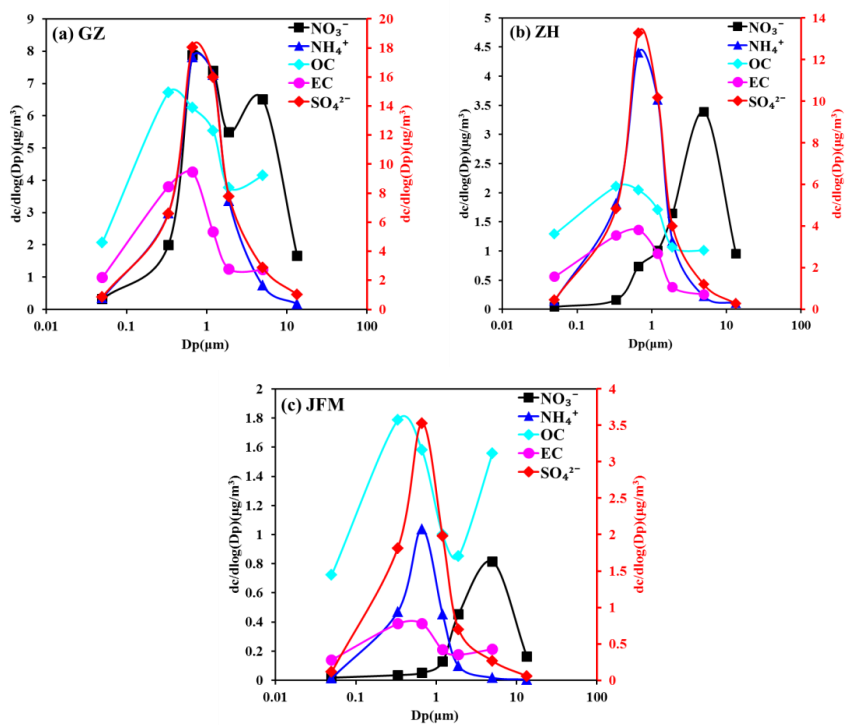 (a) GZ
NO₃⁻
NH₄⁺
OC
EC
SO₄²⁻
dc/dlog(Dp)(μg/m³)
9
8
7
6
5
4
3
2
1
0
20
18
16
14
12
10
8
6
4
2
0
dc/dlog(Dp)(μg/m³)
0.01 0.1 1 10 100
Dp(μm)
(b) ZH
NO₃⁻
NH₄⁺
OC
EC
SO₄²⁻
dc/dlog(Dp)(μg/m³)
5
4.5
4
3.5
3
2.5
2
1.5
1
0.5
0
14
12
10
8
6
4
2
0
dc/dlog(Dp)(μg/m³)
0.01 0.1 1 10 100
Dp(μm)
(c) JFM
NO₃⁻
NH₄⁺
OC
EC
SO₄²⁻
dc/dlog(Dp)(μg/m³)
2
1.8
1.6
1.4
1.2
1
0.8
0.6
0.4
0.2
0
4
3.5
3
2.5
2
1.5
1
0.5
0
dc/dlog(Dp)(μg/m³)
0.01 0.1 1 10 100
Dp(μm)